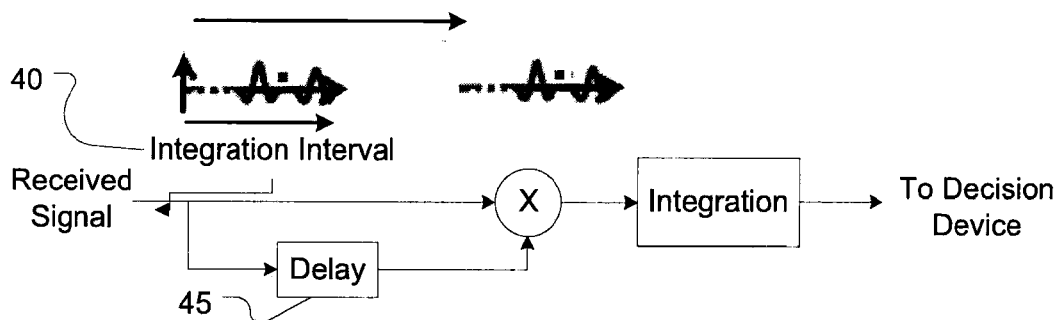 40
Integration Interval
Received
Signal
X
Integration
To Decision
Device
Delay
45